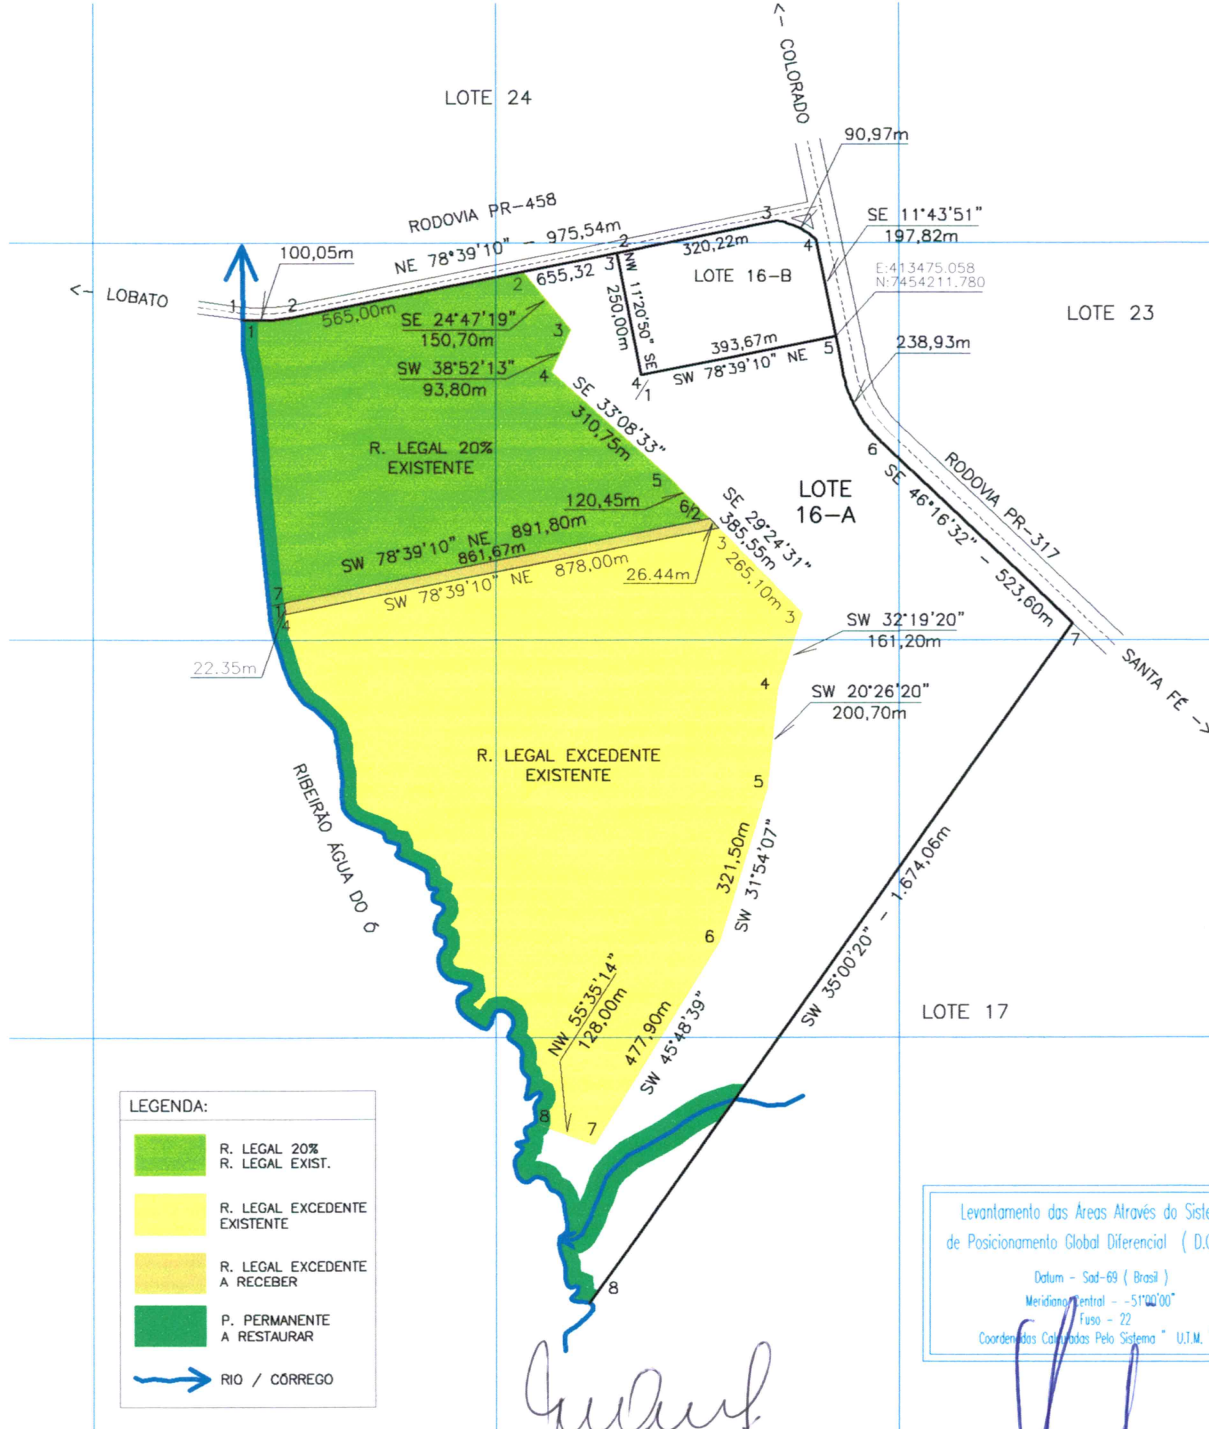 <- COLORADO
LOTE 24
90,97m
RODOVIA PR-458
NE 78°39'10" - 975,54m
SE 11°43'51"
197,82m
E:413475.058
N:7454211.780
100,05m
<- LOBATO
1
2
1
565,00m
2
655,32
2
3
320,22m
3
4
LOTE 16-B
NW 11°20'50" SE
250,00m
393,67m
SW 78°39'10" NE
5
4/1
LOTE 23
238,93m
SE 24°47'19"
150,70m
3
SW 38°52'13"
93,80m
4
SE 33°08'33"
310,75m
R. LEGAL 20%
EXISTENTE
5
120,45m
6/2
6
LOTE
16-A
RODOVIA PR-317
SE 46°16'32" - 523,60m
SE 29°24'31"
385,55m
265,10m
3
SW 78°39'10" NE 891,80m
861,67m
SW 78°39'10" NE 878,00m
26.44m
7
1
4
22.35m
3
SW 32°19'20"
161,20m
7
SANTA FÉ ->
4
SW 20°26'20"
200,70m
R. LEGAL EXCEDENTE
EXISTENTE
5
RIBEIRÃO ÁGUA DO 6
321,50m
SW 31°54'07"
6
SW 35°00'20" - 1.674,06m
LOTE 17
NW 55°35'14"
128,00m
477,90m
SW 45°48'39"
8
7
8
LEGENDA:
R. LEGAL 20%
R. LEGAL EXIST.
R. LEGAL EXCEDENTE
EXISTENTE
R. LEGAL EXCEDENTE
A RECEBER
P. PERMANENTE
A RESTAURAR
RIO / CÓRREGO
Levantamento das Áreas Através do Siste
de Posicionamento Global Diferencial ( D.G
Datum - Sad-69 ( Brasil )
Meridiano Central - -51°00'00"
Fuso - 22
Coordenadas Calculadas Pelo Sistema " U.T.M.